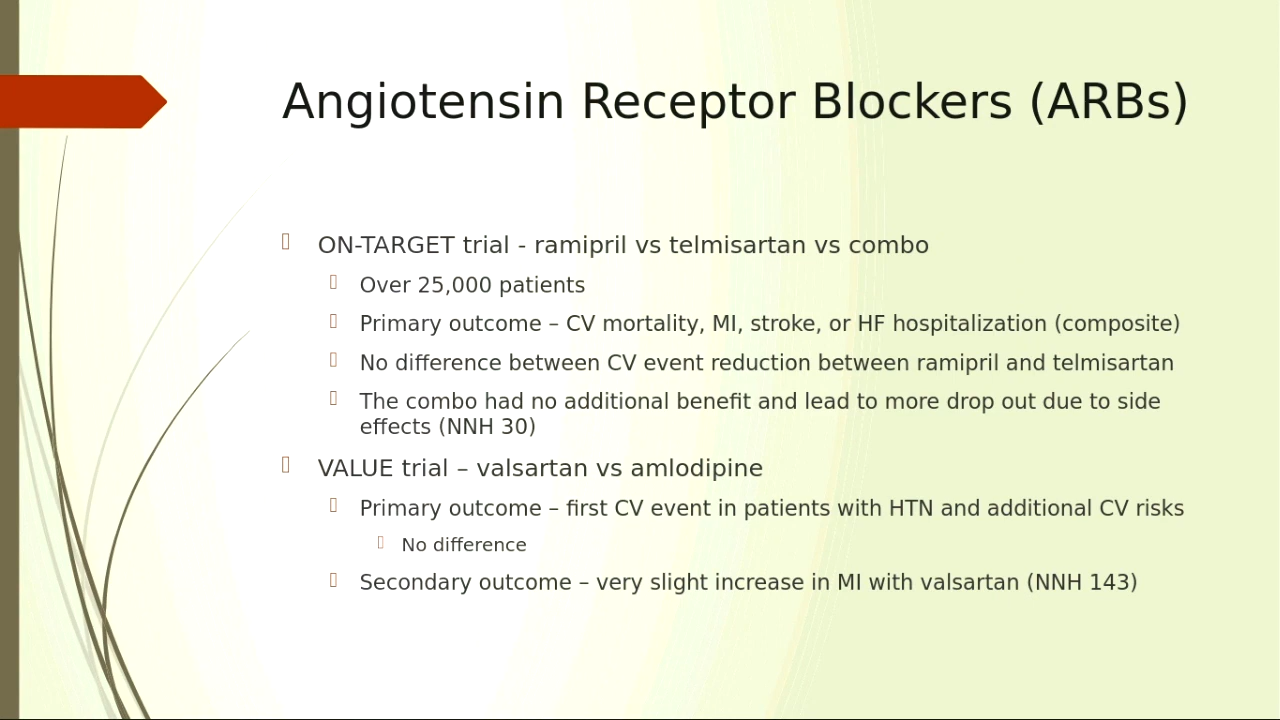 Angiotensin Receptor Blockers (ARBs)
ON-TARGET trial - ramipril vs telmisartan vs combo
Over 25,000 patients
Primary outcome – CV mortality, MI, stroke, or HF hospitalization (composite)
No difference between CV event reduction between ramipril and telmisartan
The combo had no additional benefit and lead to more drop out due to side
effects (NNH 30)
VALUE trial – valsartan vs amlodipine
Primary outcome – first CV event in patients with HTN and additional CV risks
No difference
Secondary outcome – very slight increase in MI with valsartan (NNH 143)